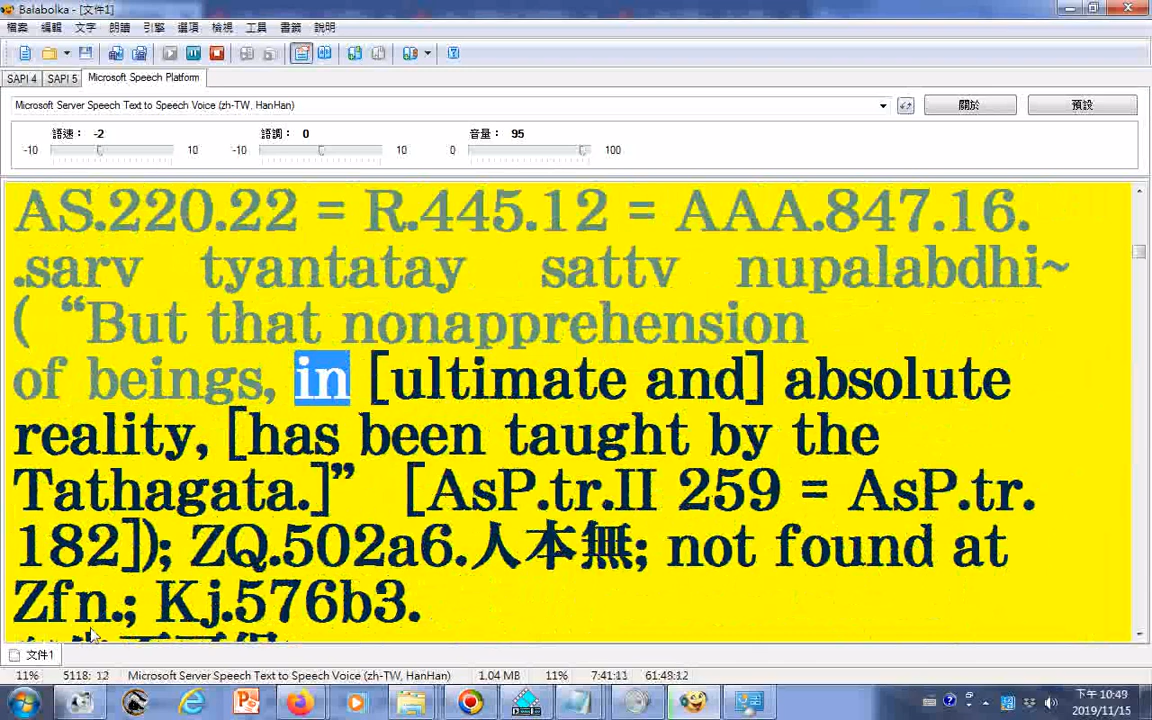 Balabolka - [文件1]
檔案 編輯 文字 朗讀 引擎 選項 檢視 工具 書籤 說明
SAPI 4 SAPI 5 Microsoft Speech Platform
Microsoft Server Speech Text to Speech Voice (zh-TW, HanHan) 關於 預設
語速： -2 語調： 0 音量： 95
-10 10 -10 10 0 100
AS.220.22 = R.445.12 = AAA.847.16.
.sarv tyantatay sattv nupalabdhi~
( “But that nonapprehension
of beings, in [ultimate and] absolute
reality, [has been taught by the
Tathagata.]” [AsP.tr.II 259 = AsP.tr.
182]); ZQ.502a6.人本無; not found at
Zfn.; Kj.576b3.
文件1
11% 5118: 12 Microsoft Server Speech Text to Speech Voice (zh-TW, HanHan) 1.04 MB 11% 7:41:11 61:48:12
下午 10:49
2019/11/15